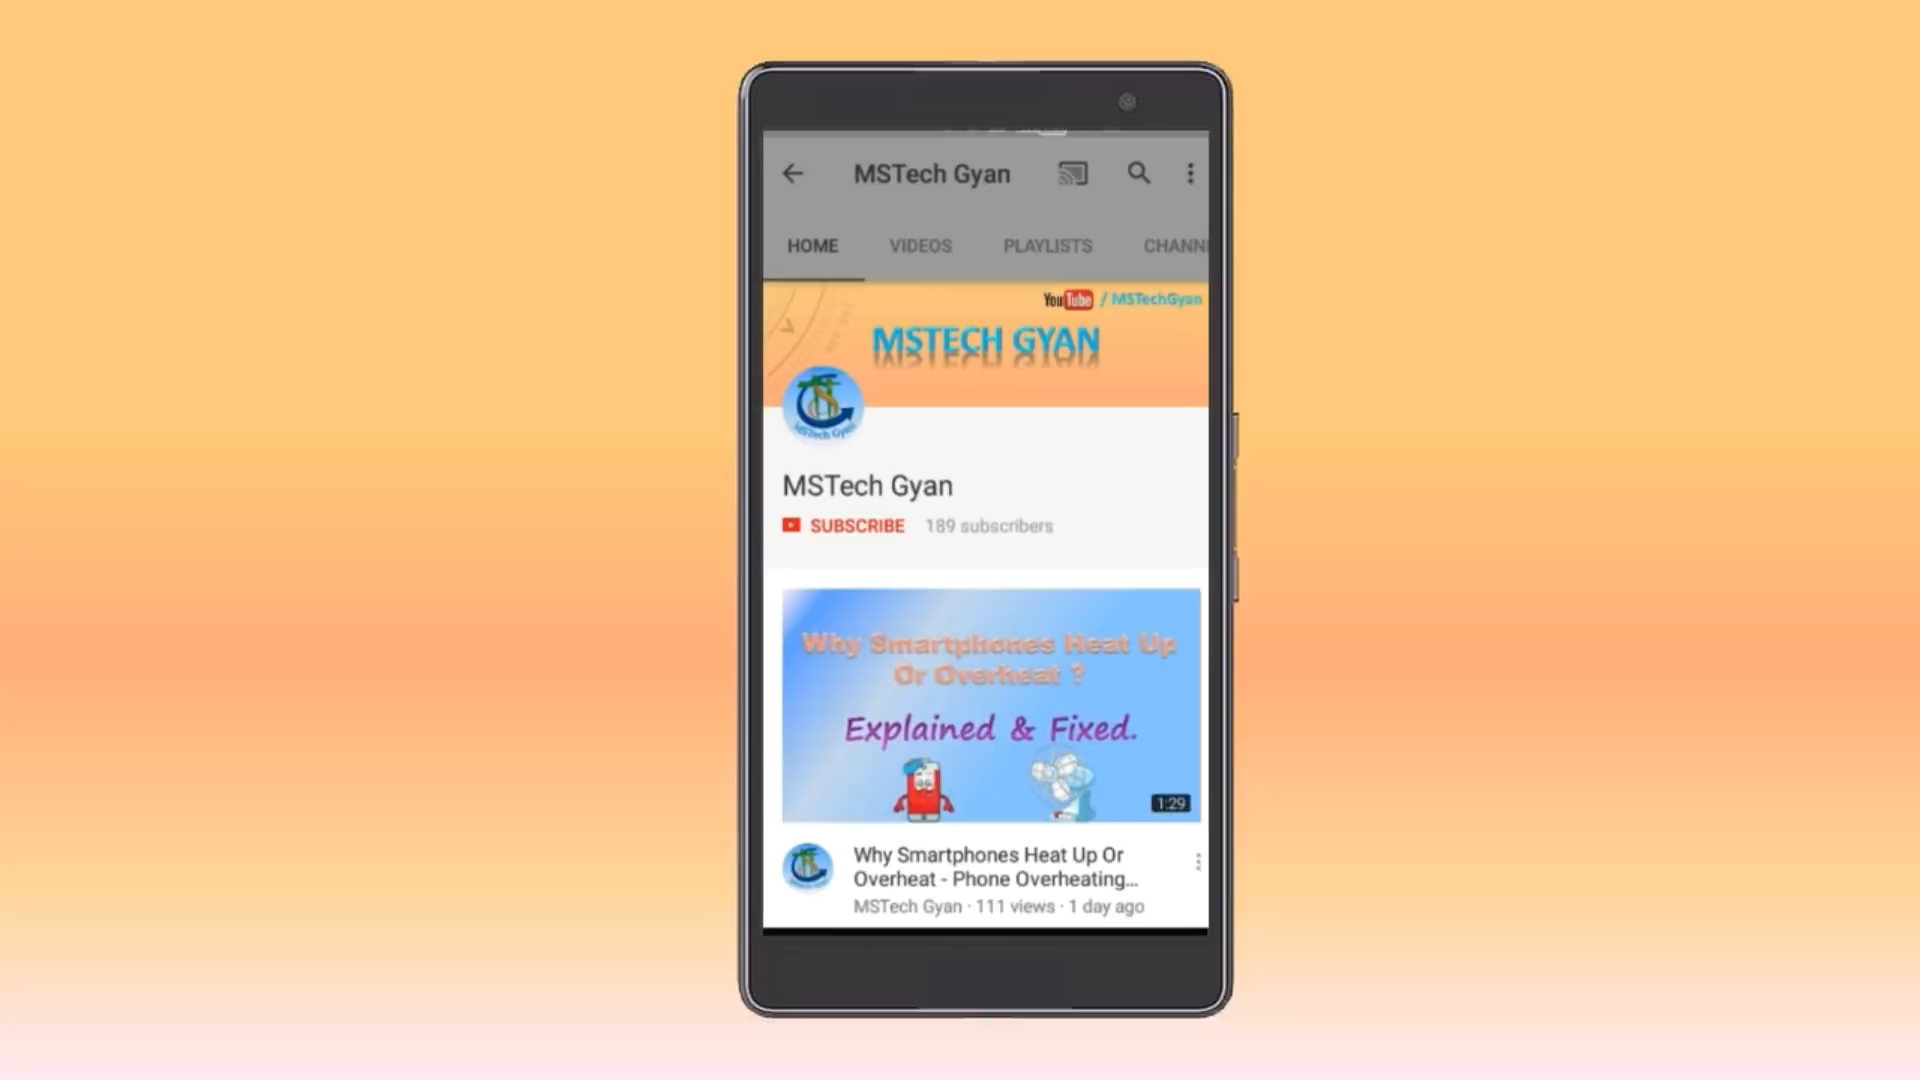 MSTech Gyan
HOME VIDEOS PLAYLISTS CHANN
YouTube / MSTechGyan
MSTECH GYAN
MSTech Gyan
MSTech Gyan
SUBSCRIBE 189 subscribers
Why Smartphones Heat Up
Or Overheat ?
Explained & Fixed.
1:29
Why Smartphones Heat Up Or
Overheat - Phone Overheating...
MSTech Gyan · 111 views · 1 day ago